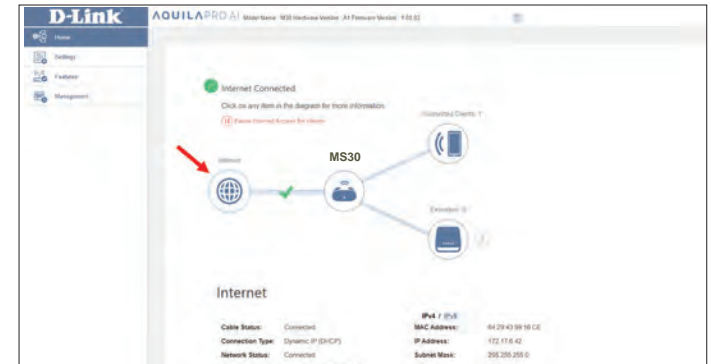 D-Link
AQUILA PRO AI Model Name: M30 Hardware Version: A1 Firmware Version: 1.00.02
Home
Settings
Features
Management
Internet Connected
Click on any item in the diagram for more information.
Pause Internet Access for clients
Connected Clients: 1
Internet
MS30
Extenders: 0
Internet
IPv4 / IPv6
Cable Status: Connected
MAC Address:
Connection Type: Dynamic IP (DHCP)
IP Address: 172.17.6.42
Network Status: Connected
Subnet Mask: 255.255.255.0